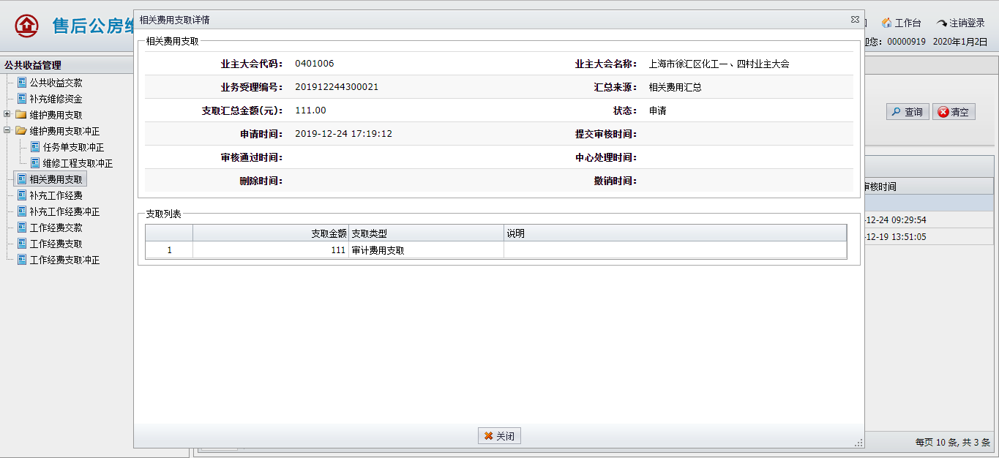 售后公房维
工作台
注销登录
您: 00000919 2020年1月2日
公共收益管理
公共收益交款
补充维修资金
维护费用支取
维护费用支取冲正
任务单支取冲正
维修工程支取冲正
相关费用支取
补充工作经费
补充工作经费冲正
工作经费交款
工作经费支取
工作经费支取冲正
相关费用支取详情
相关费用支取
业主大会代码: 0401006 业主大会名称: 上海市徐汇区化工一、四村业主大会
业务受理编号: 201912244300021 汇总来源: 相关费用汇总
支取汇总金额(元): 111.00 状态: 申请
申请时间: 2019-12-24 17:19:12 提交审核时间:
审核通过时间: 中心处理时间:
删除时间: 撤销时间:
支取列表
支取金额 支取类型 说明
1 111 审计费用支取
关闭
查询 清空
审核时间
-12-24 09:29:54
-12-19 13:51:05
每页 10 条, 共 3 条